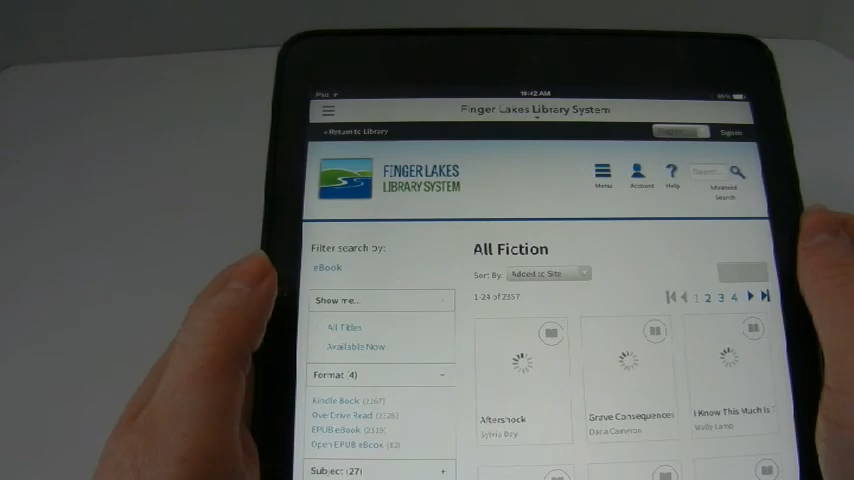 iPad
10:42 AM
Finger Lakes Library System
Return to Library
Sign in
FINGER LAKES
LIBRARY SYSTEM
Menu
Account
Help
Search...
Advanced
Search
Filter search by:
eBook
All Fiction
Sort By: Added to Site
1-24 of 2357
1 2 3 4
Show me...
All Titles
Available Now
Format (4)
Kindle Book (2267)
OverDrive Read
EPUB eBook
Open EPUB eBook (82)
Subject (27)
+
Aftershock
Sylvia Day
Grave Consequences
Dana Cameron
I Know This Much Is
Wally Lamb